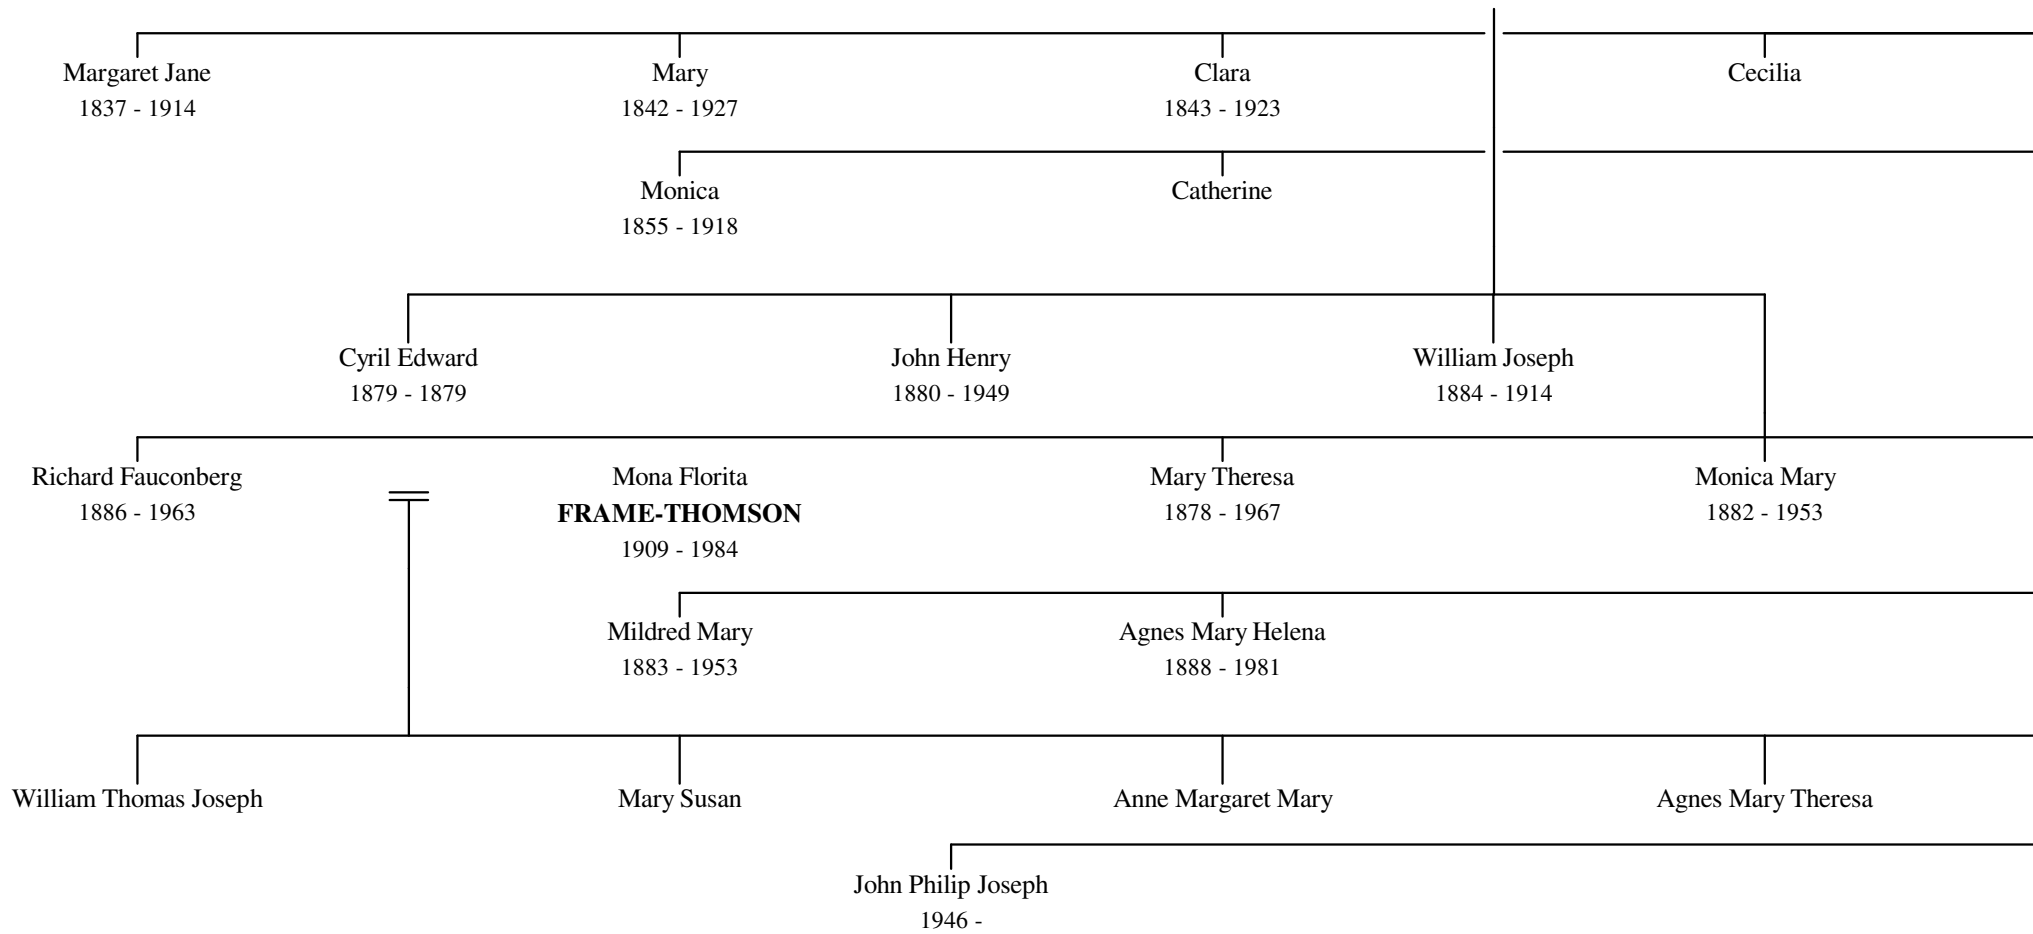 Margaret Jane
1837 - 1914
Mary
1842 - 1927
Clara
1843 - 1923
Cecilia
Monica
1855 - 1918
Catherine
Cyril Edward
1879 - 1879
John Henry
1880 - 1949
William Joseph
1884 - 1914
Richard Fauconberg
1886 - 1963
Mona Florita
FRAME-THOMSON
1909 - 1984
Mary Theresa
1878 - 1967
Monica Mary
1882 - 1953
Mildred Mary
1883 - 1953
Agnes Mary Helena
1888 - 1981
William Thomas Joseph
Mary Susan
Anne Margaret Mary
Agnes Mary Theresa
John Philip Joseph
1946 -